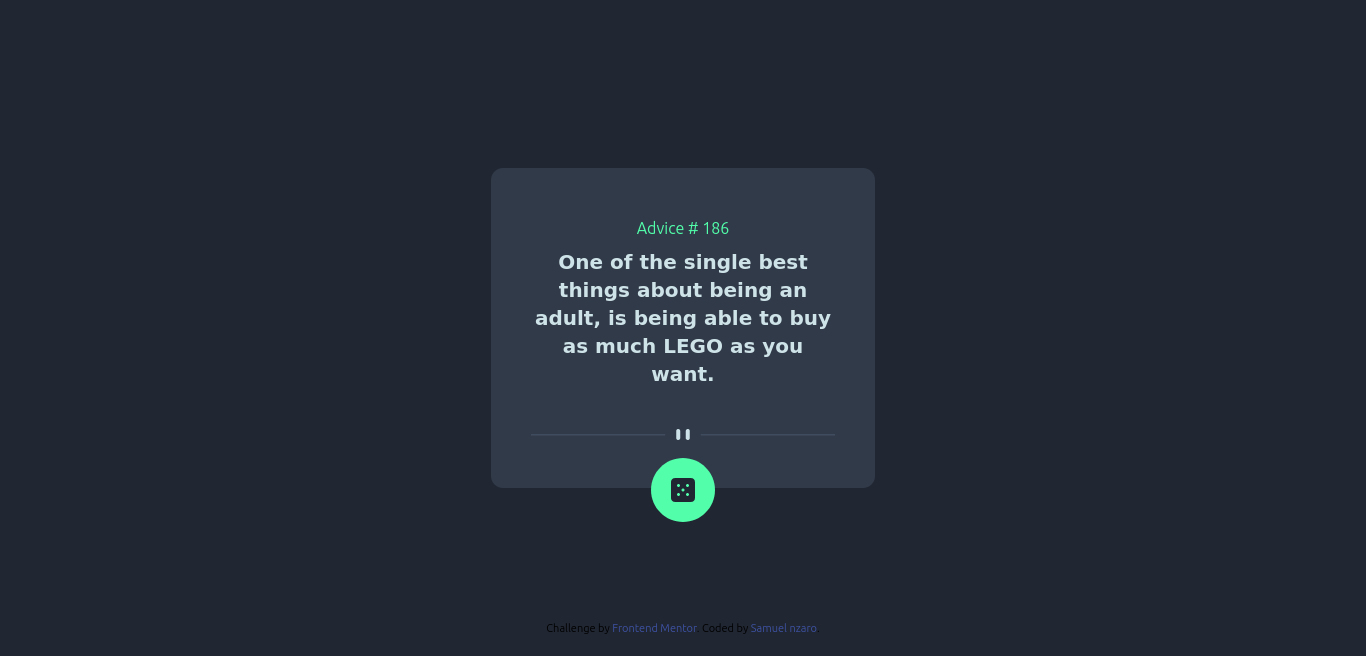 Advice # 186
One of the single best
things about being an
adult, is being able to buy
as much LEGO as you
want.
Challenge by Frontend Mentor. Coded by Samuel nzaro.